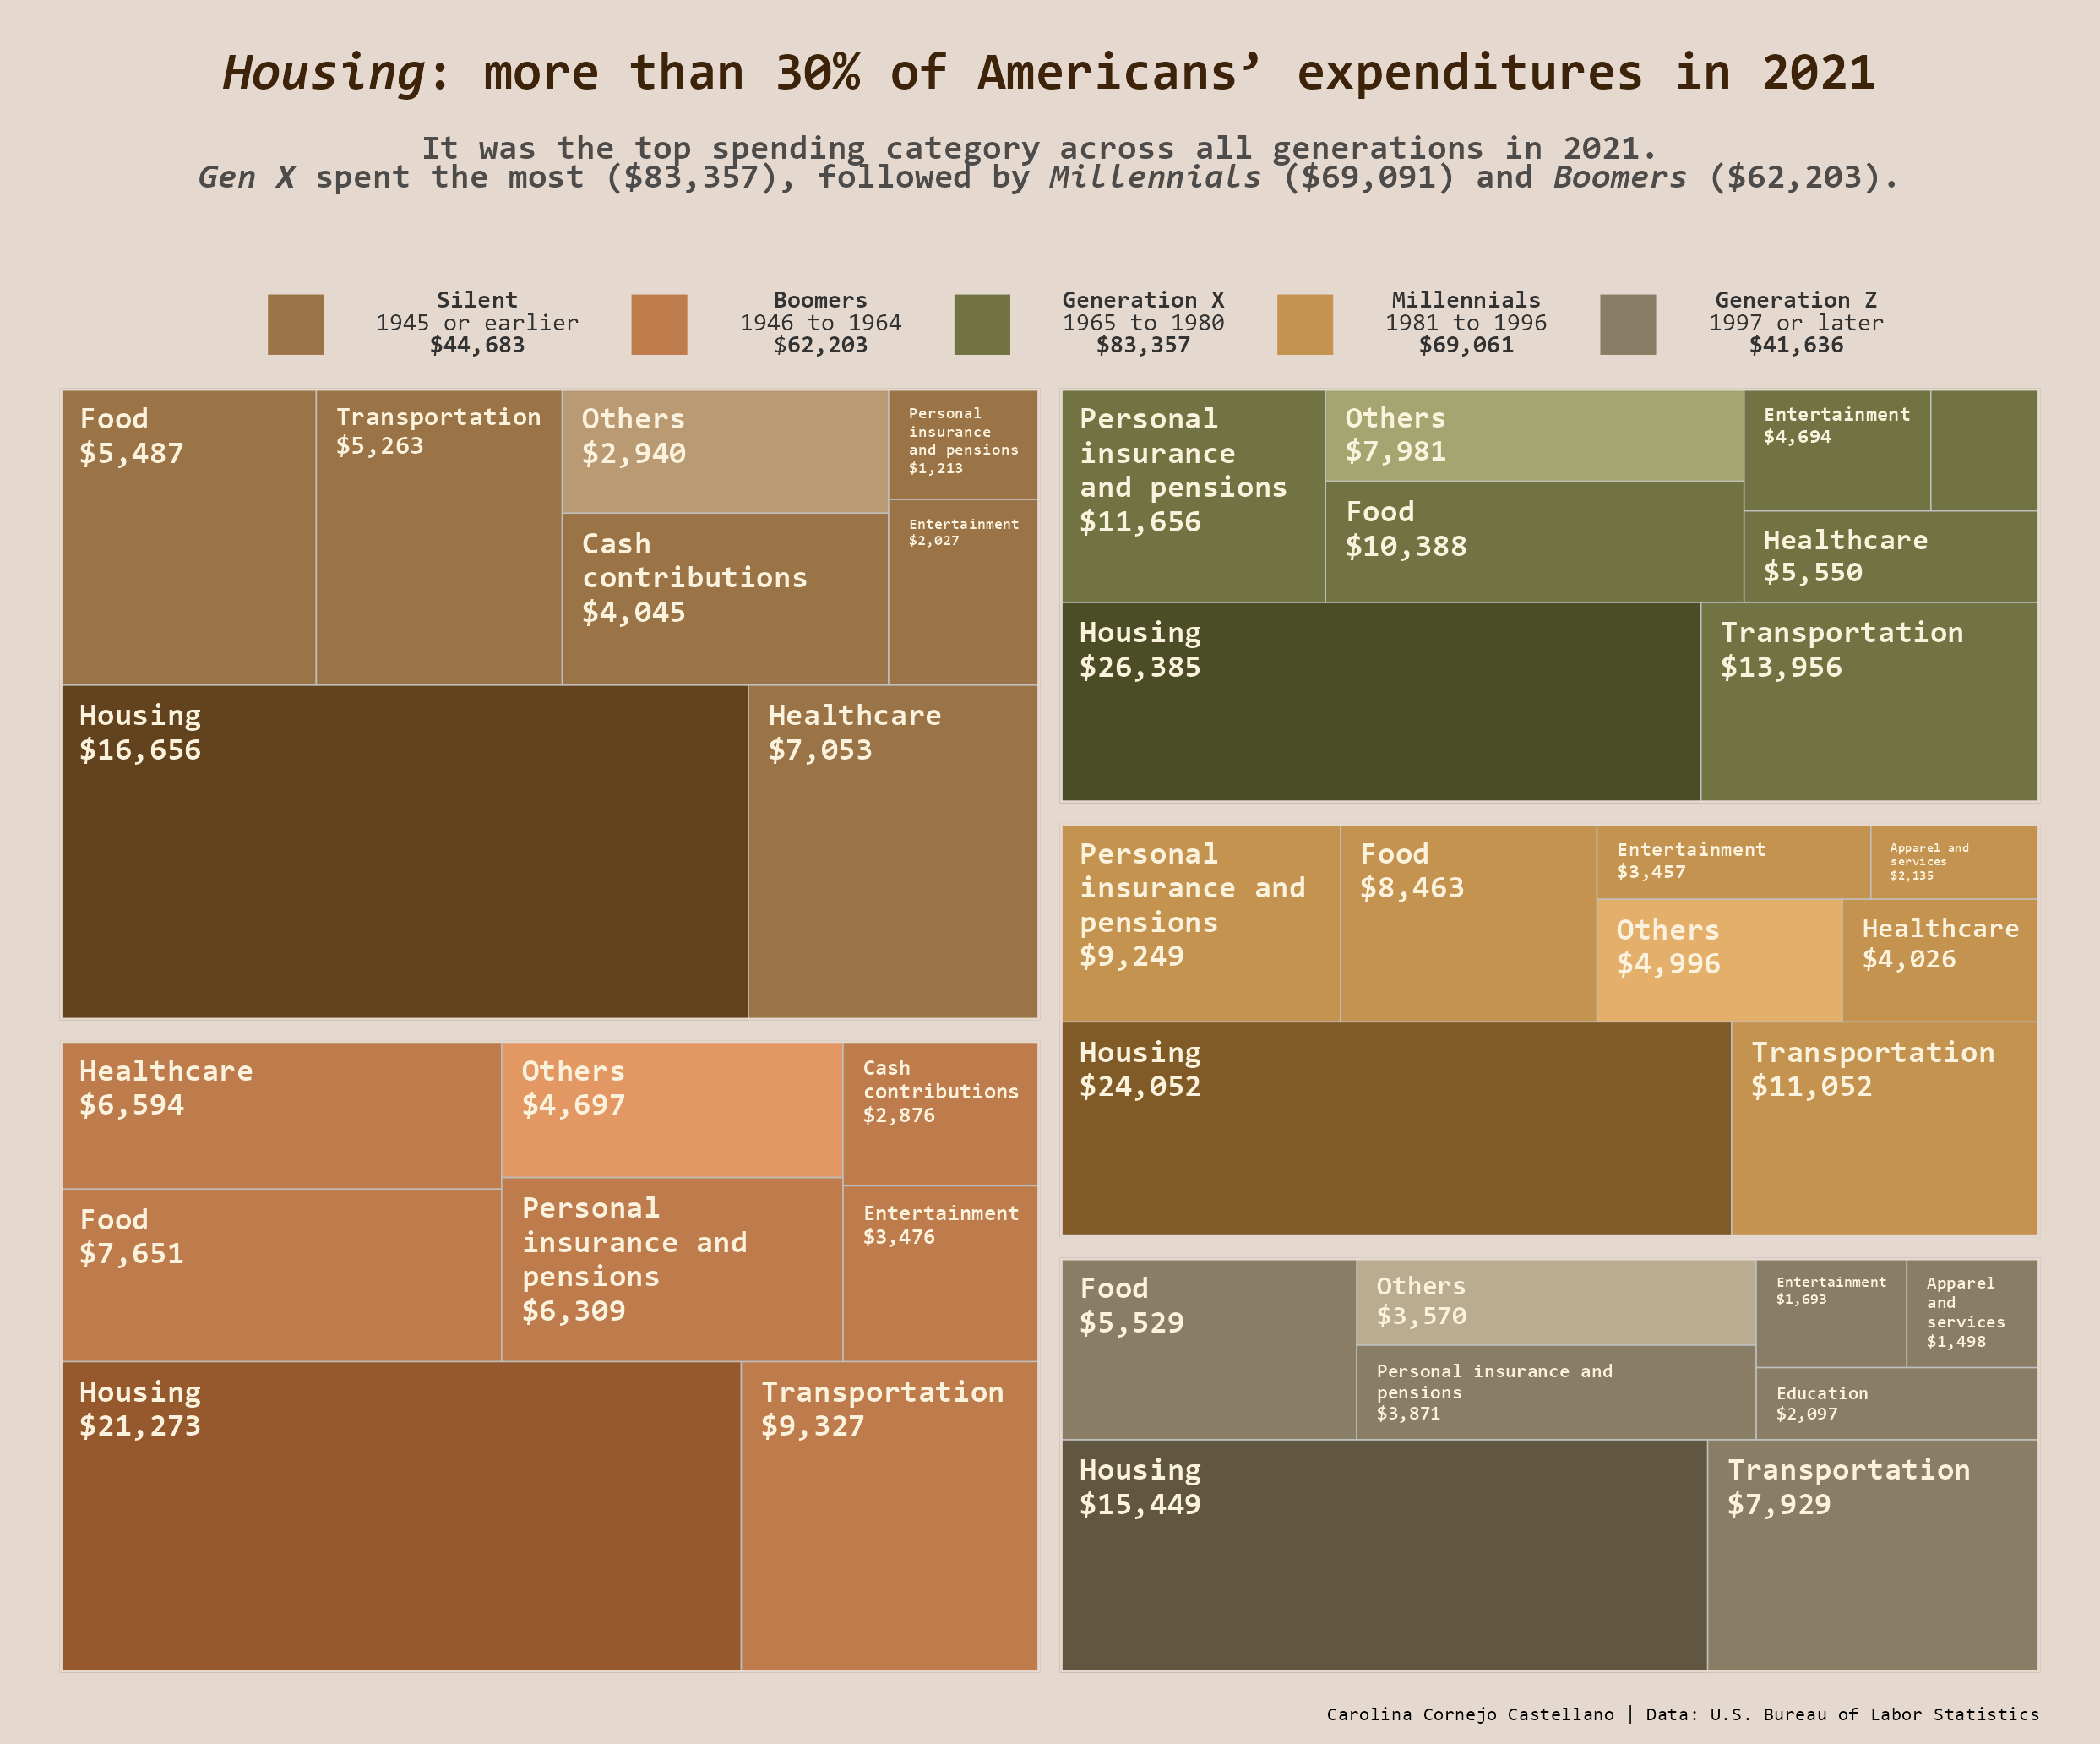 Housing: more than 30% of Americans’ expenditures in 2021
It was the top spending category across all generations in 2021.
Gen X spent the most ($83,357), followed by Millennials ($69,091) and Boomers ($62,203).
Silent
1945 or earlier
$44,683
Boomers
1946 to 1964
$62,203
Generation X
1965 to 1980
$83,357
Millennials
1981 to 1996
$69,061
Generation Z
1997 or later
$41,636
Food
$5,487
Transportation
$5,263
Others
$2,940
Personal
insurance
and pensions
$1,213
Entertainment
$2,027
Cash
contributions
$4,045
Housing
$16,656
Healthcare
$7,053
Healthcare
$6,594
Others
$4,697
Cash
contributions
$2,876
Food
$7,651
Personal
insurance and
pensions
$6,309
Entertainment
$3,476
Housing
$21,273
Transportation
$9,327
Personal
insurance
and pensions
$11,656
Others
$7,981
Entertainment
$4,694
Food
$10,388
Healthcare
$5,550
Housing
$26,385
Transportation
$13,956
Personal
insurance and
pensions
$9,249
Food
$8,463
Entertainment
$3,457
Apparel and
services
$2,135
Others
$4,996
Healthcare
$4,026
Housing
$24,052
Transportation
$11,052
Food
$5,529
Others
$3,570
Entertainment
$1,693
Apparel
and
services
$1,498
Personal insurance and
pensions
$3,871
Education
$2,097
Housing
$15,449
Transportation
$7,929
Carolina Cornejo Castellano | Data: U.S. Bureau of Labor Statistics